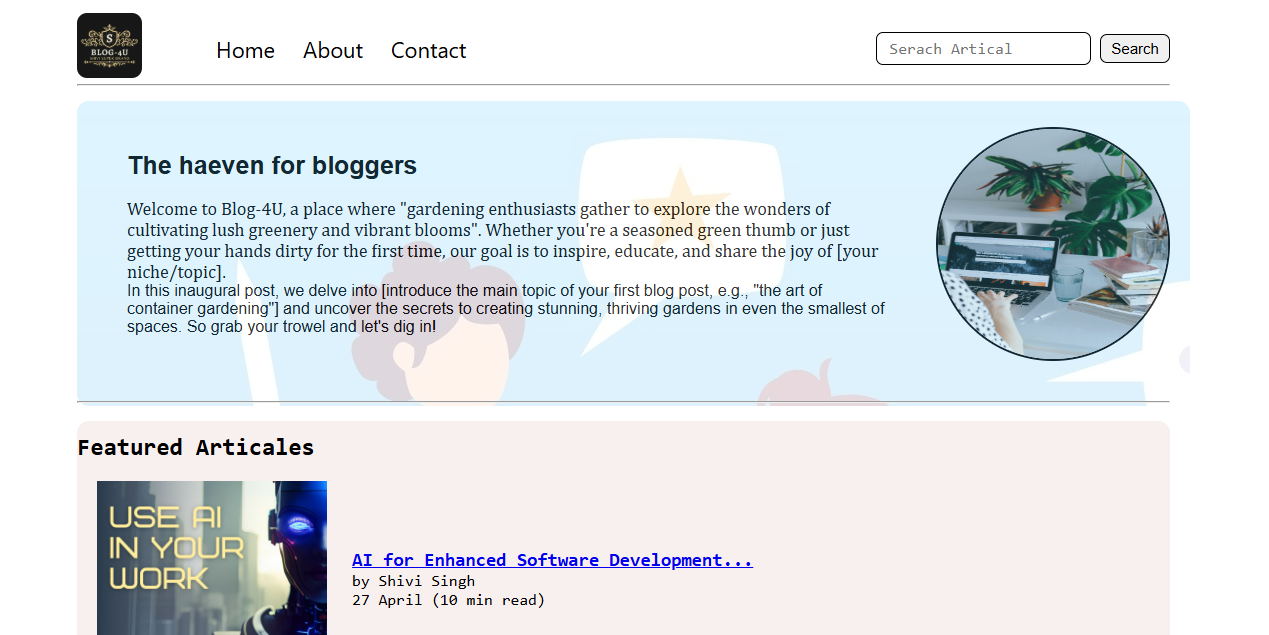 S
BLOG-4U
Home
About
Contact
Serach Artical
Search
The haeven for bloggers
Welcome to Blog-4U, a place where "gardening enthusiasts gather to explore the wonders of
cultivating lush greenery and vibrant blooms". Whether you're a seasoned green thumb or just
getting your hands dirty for the first time, our goal is to inspire, educate, and share the joy of [your
niche/topic].
In this inaugural post, we delve into [introduce the main topic of your first blog post, e.g., "the art of
container gardening"] and uncover the secrets to creating stunning, thriving gardens in even the smallest of
spaces. So grab your trowel and let's dig in!
Featured Articales
USE AI
IN YOUR
WORK
AI for Enhanced Software Development...
by Shivi Singh
27 April (10 min read)